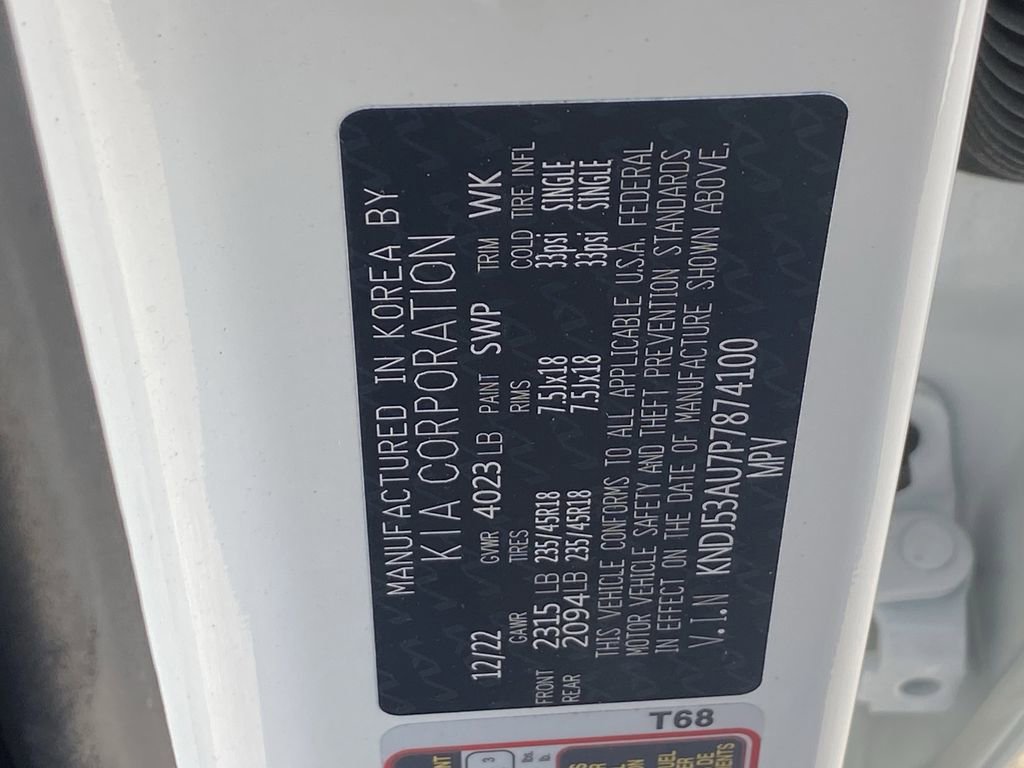 MANUFACTURED IN KOREA BY
KIA CORPORATION
12/22 GVWR 4023 LB PAINT SWP TRM WK
GAWR TIRES RIMS COLD TIRE INFL
FRONT 2315 LB 235/45R18 7.5Jx18 33psi SINGLE
REAR 2094LB 235/45R18 7.5Jx18 33psi SINGLE
THIS VEHICLE CONFORMS TO ALL APPLICABLE U.S.A. FEDERAL
MOTOR VEHICLE SAFETY AND THEFT PREVENTION STANDARDS
IN EFFECT ON THE DATE OF MANUFACTURE SHOWN ABOVE.
V.I.N KNDJ53AU7P7874100
MPV
T68
3